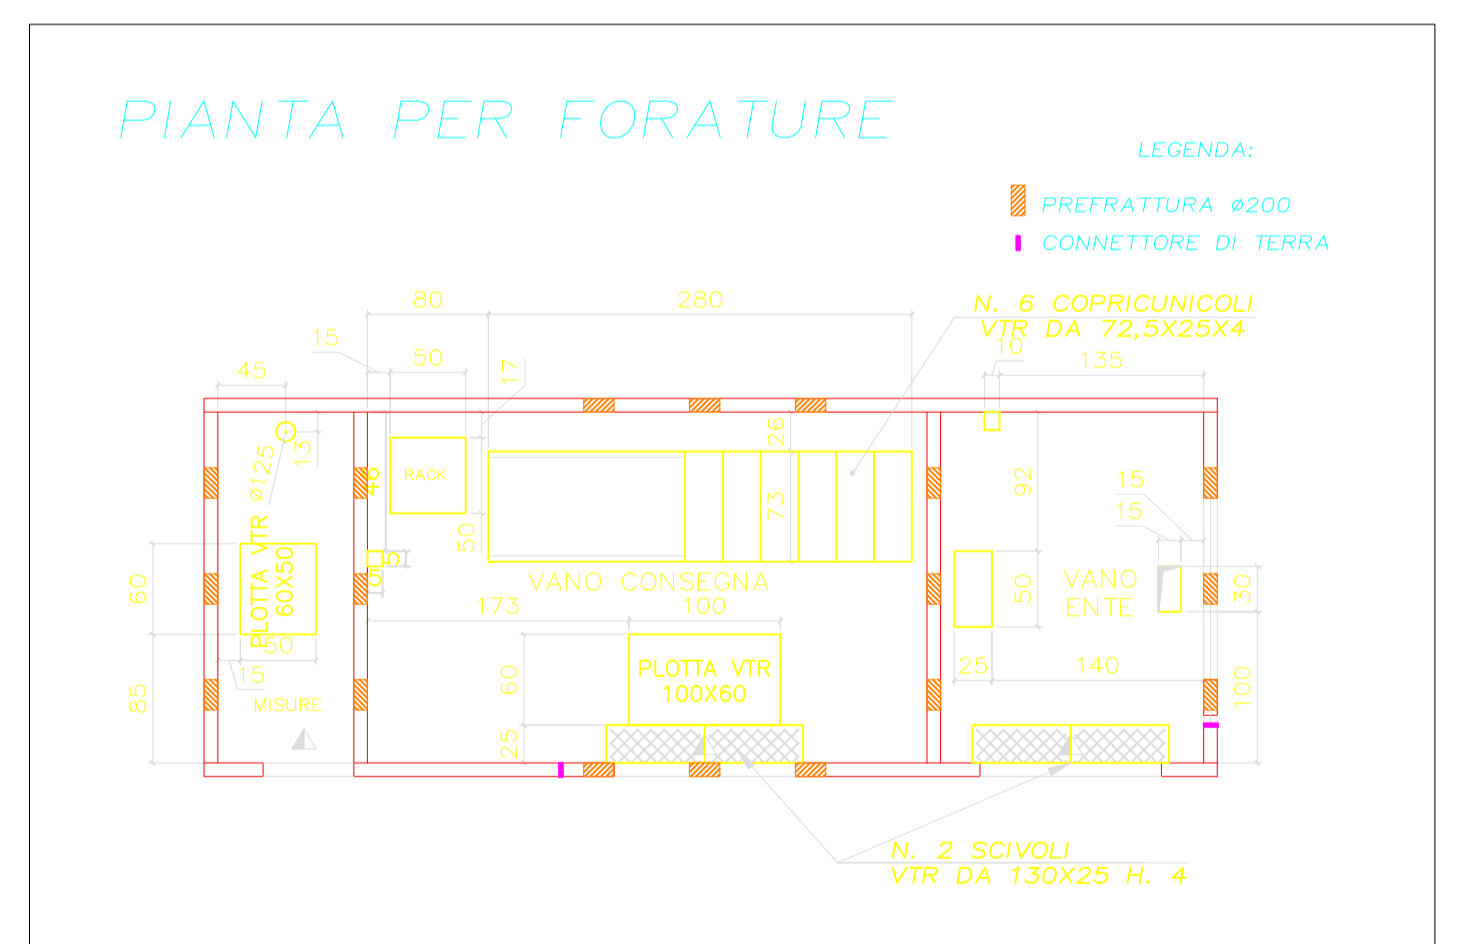 PIANTA PER FORATURE
LEGENDA:
PREFRATTURA ø200
CONNETTORE DI TERRA
N. 6 COPRICUNICOLI
VTR DA 72,5X25X4
80
280
15
50
17
10
135
45
13
Ø125
46
RACK
26
73
92
15
15
50
5
5
PLOTTA VTR
60X50
60
50
15
85
MISURE
VANO CONSEGNA
173
100
60
25
PLOTTA VTR
100X60
50
VANO
ENTE
30
25
140
100
N. 2 SCIVOLI
VTR DA 130X25 H. 4